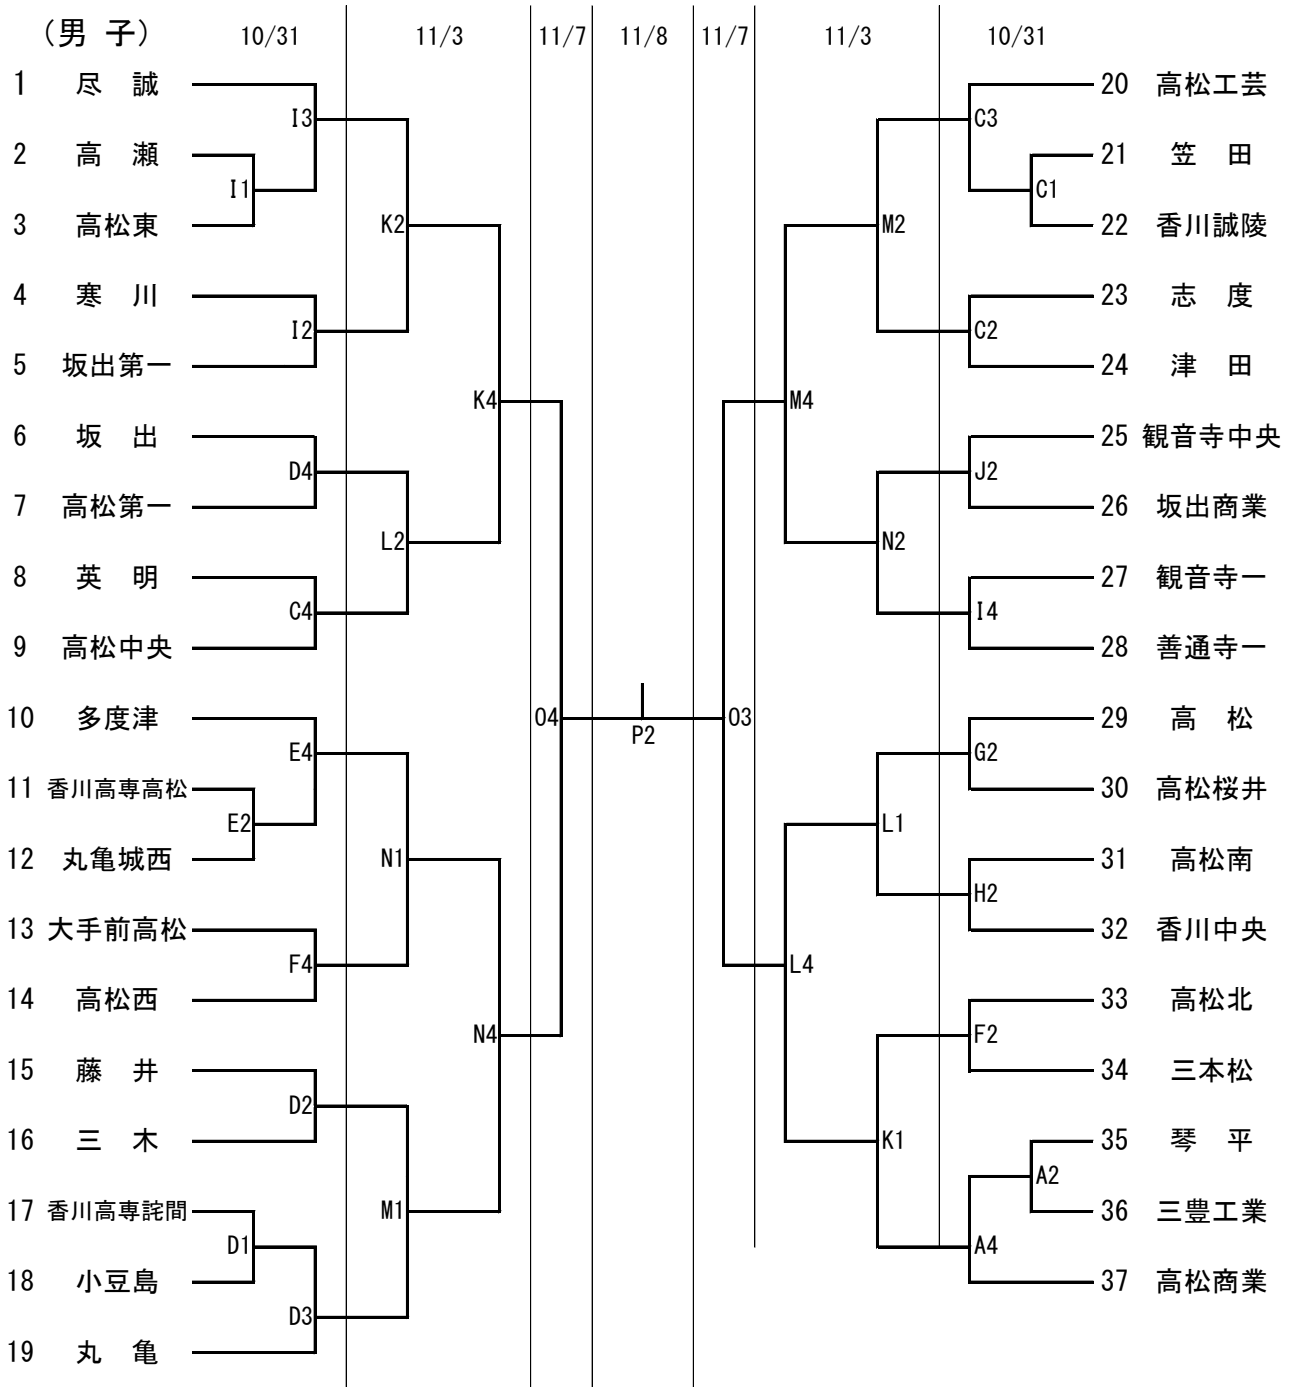 (男 子) 10/31 11/3 11/7 11/8 11/7 11/3 10/31
1 尽 誠
I3
2 高 瀬
I1
3 高松東
K2
4 寒 川
I2
5 坂出第一
K4
6 坂 出
D4
7 高松第一
L2
8 英 明
C4
9 高松中央
10 多度津
O4
E4
11 香川高専高松
E2
12 丸亀城西
N1
13 大手前高松
F4
14 高松西
N4
15 藤 井
D2
16 三 木
17 香川高専詫間
M1
D1
18 小豆島
D3
19 丸 亀
P2
20 高松工芸
C3
21 笠 田
C1
22 香川誠陵
M2
23 志 度
C2
24 津 田
M4
25 観音寺中央
J2
26 坂出商業
N2
27 観音寺一
I4
28 善通寺一
29 高 松
O3
G2
30 高松桜井
L1
31 高松南
H2
32 香川中央
L4
33 高松北
F2
34 三本松
35 琴 平
K1
A2
36 三豊工業
A4
37 高松商業